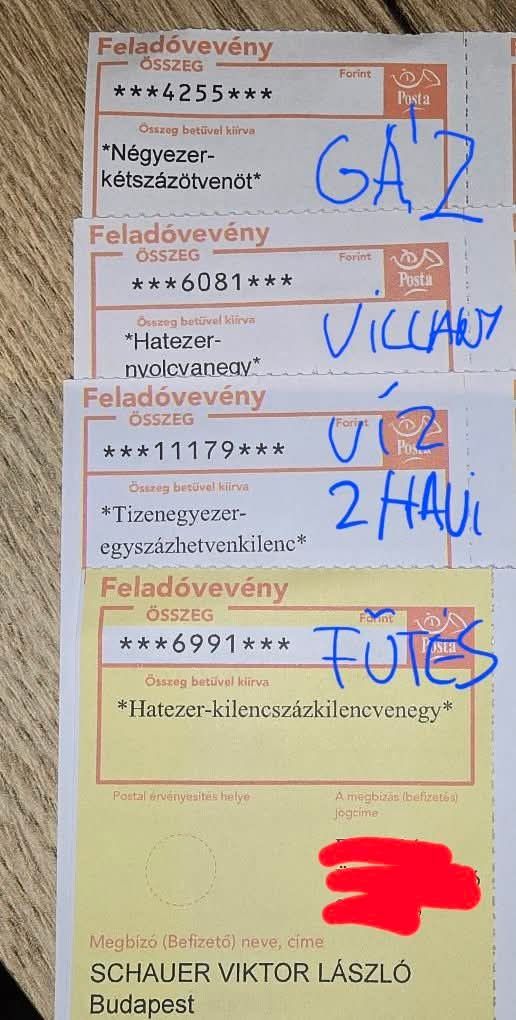 Feladóvevény
ÖSSZEG
Forint
***4255***
Posta
Összeg betűvel kiírva
*Négyezer-
kétszázötvenöt*
GÁZ
Feladóvevény
ÖSSZEG
Forint
***6081***
Posta
Összeg betűvel kiírva
*Hatezer-
nyolcvanegy*
VILLANY
Feladóvevény
ÖSSZEG
Forint
***11179***
Posta
VÍZ
Összeg betűvel kiírva
2 HAVI
*Tizenegyezer-
egyszázhetvenkilenc*
Feladóvevény
ÖSSZEG
Forint
***6991***
Posta
FŰTÉS
Összeg betűvel kiírva
*Hatezer-kilencszázkilencvenegy*
Postai érvényesítés helye
A megbízás (befizetés)
jogcíme
Megbízó (Befizető) neve, címe
SCHAUER VIKTOR LÁSZLÓ
Budapest